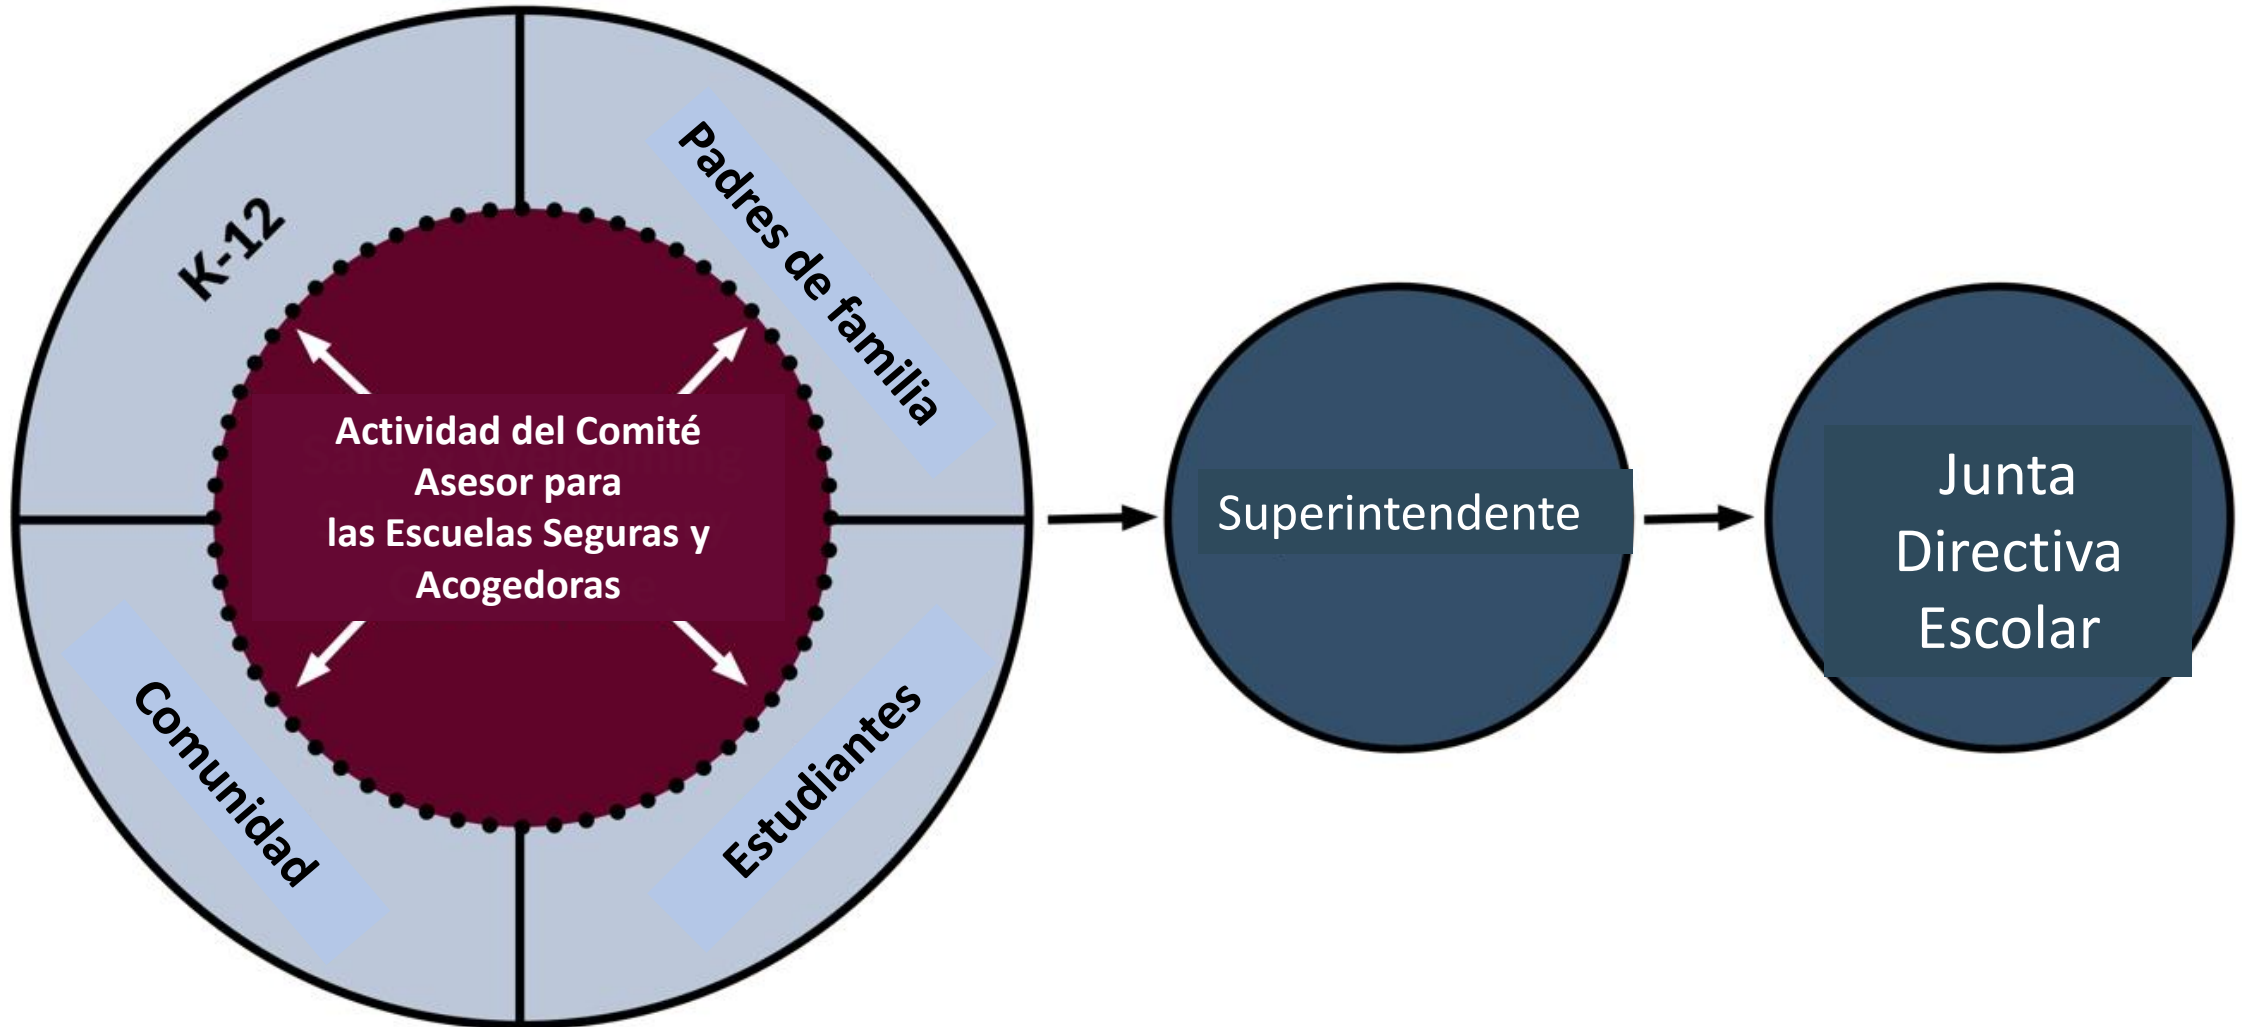 K-12
Padres de familia
Actividad del Comité
Asesor para
las Escuelas Seguras y
Acogedoras
Comunidad
Estudiantes
Superintendente
Junta
Directiva
Escolar